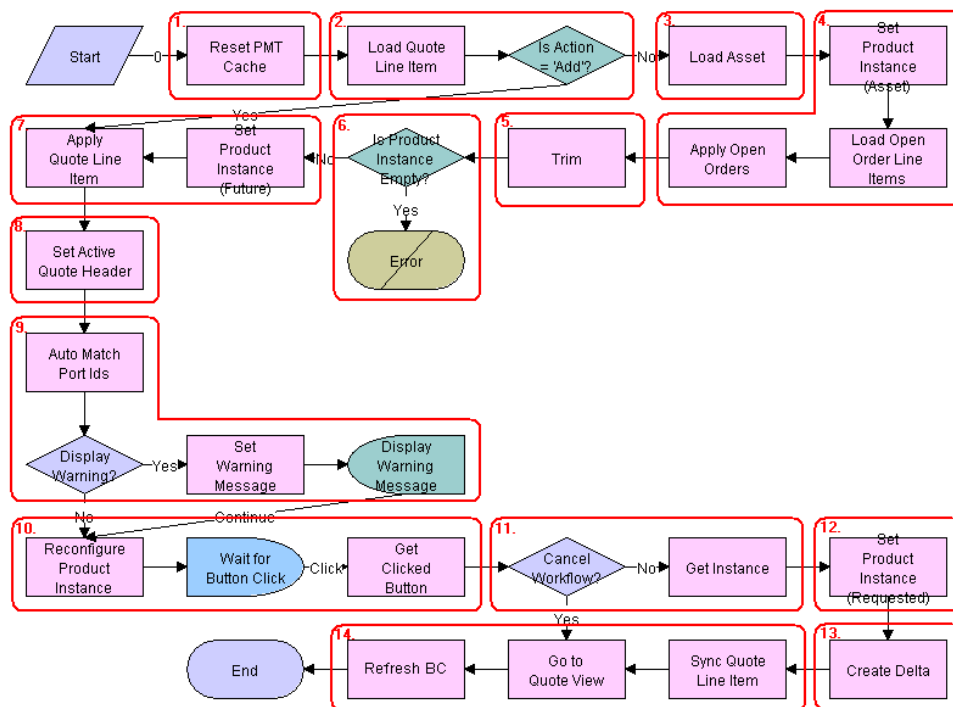 1.
2.
3.
4.
Start
0
Reset PMT
Cache
Load Quote
Line Item
Is Action
= 'Add'?
No
Load Asset
Set
Product
Instance
(Asset)
Yes
7
Apply
Quote Line
Item
Set
Product
Instance
(Future)
No
6.
Is Product
Instance
Empty?
5.
Trim
Apply Open
Orders
Load Open
Order Line
Items
Yes
Error
8
Set Active
Quote Header
9.
Auto Match
Port Ids
Display
Warning?
Yes
Set
Warning
Message
Display
Warning
Message
No
Continue
10.
Reconfigure
Product
Instance
Wait for
Button Click
Click
Get
Clicked
Button
11.
Cancel
Workflow?
No
Get Instance
12.
Set
Product
Instance
(Requested)
Yes
14.
End
Refresh BC
Go to
Quote View
Sync Quote
Line Item
13.
Create Delta